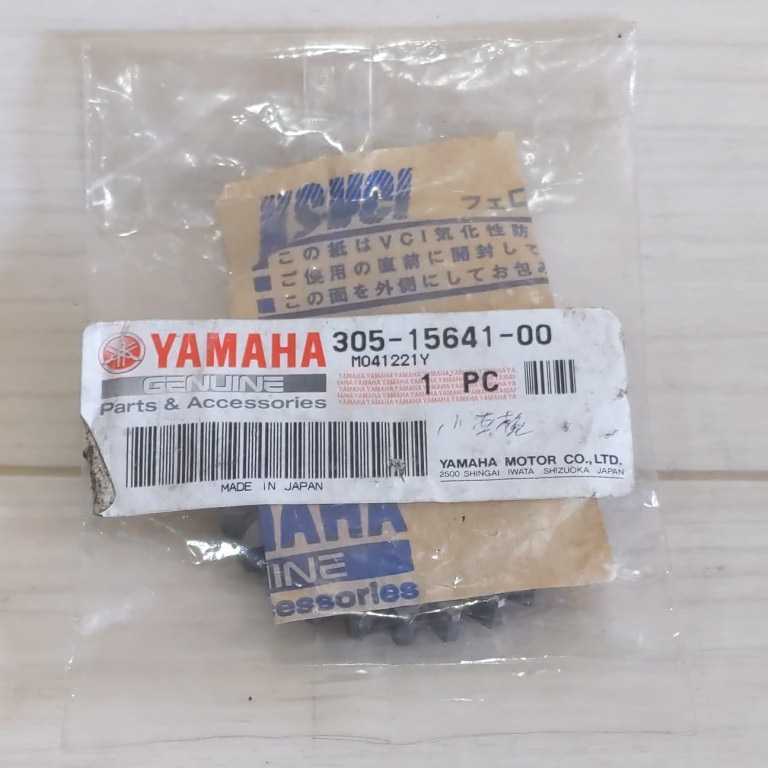 SVCI
フェロ
この紙はVCI気化性防
■ご使用の直前に開封して
■この面を外側にしてお包み
YAMAHA 305-15641-00
M041221Y
GENUINE
1 PC
Parts & Accessories
YAMAHA MOTOR CO.,LTD.
2500 SHINGAI IWATA SHIZUOKA JAPAN
MADE IN JAPAN
AHA
INE
essories